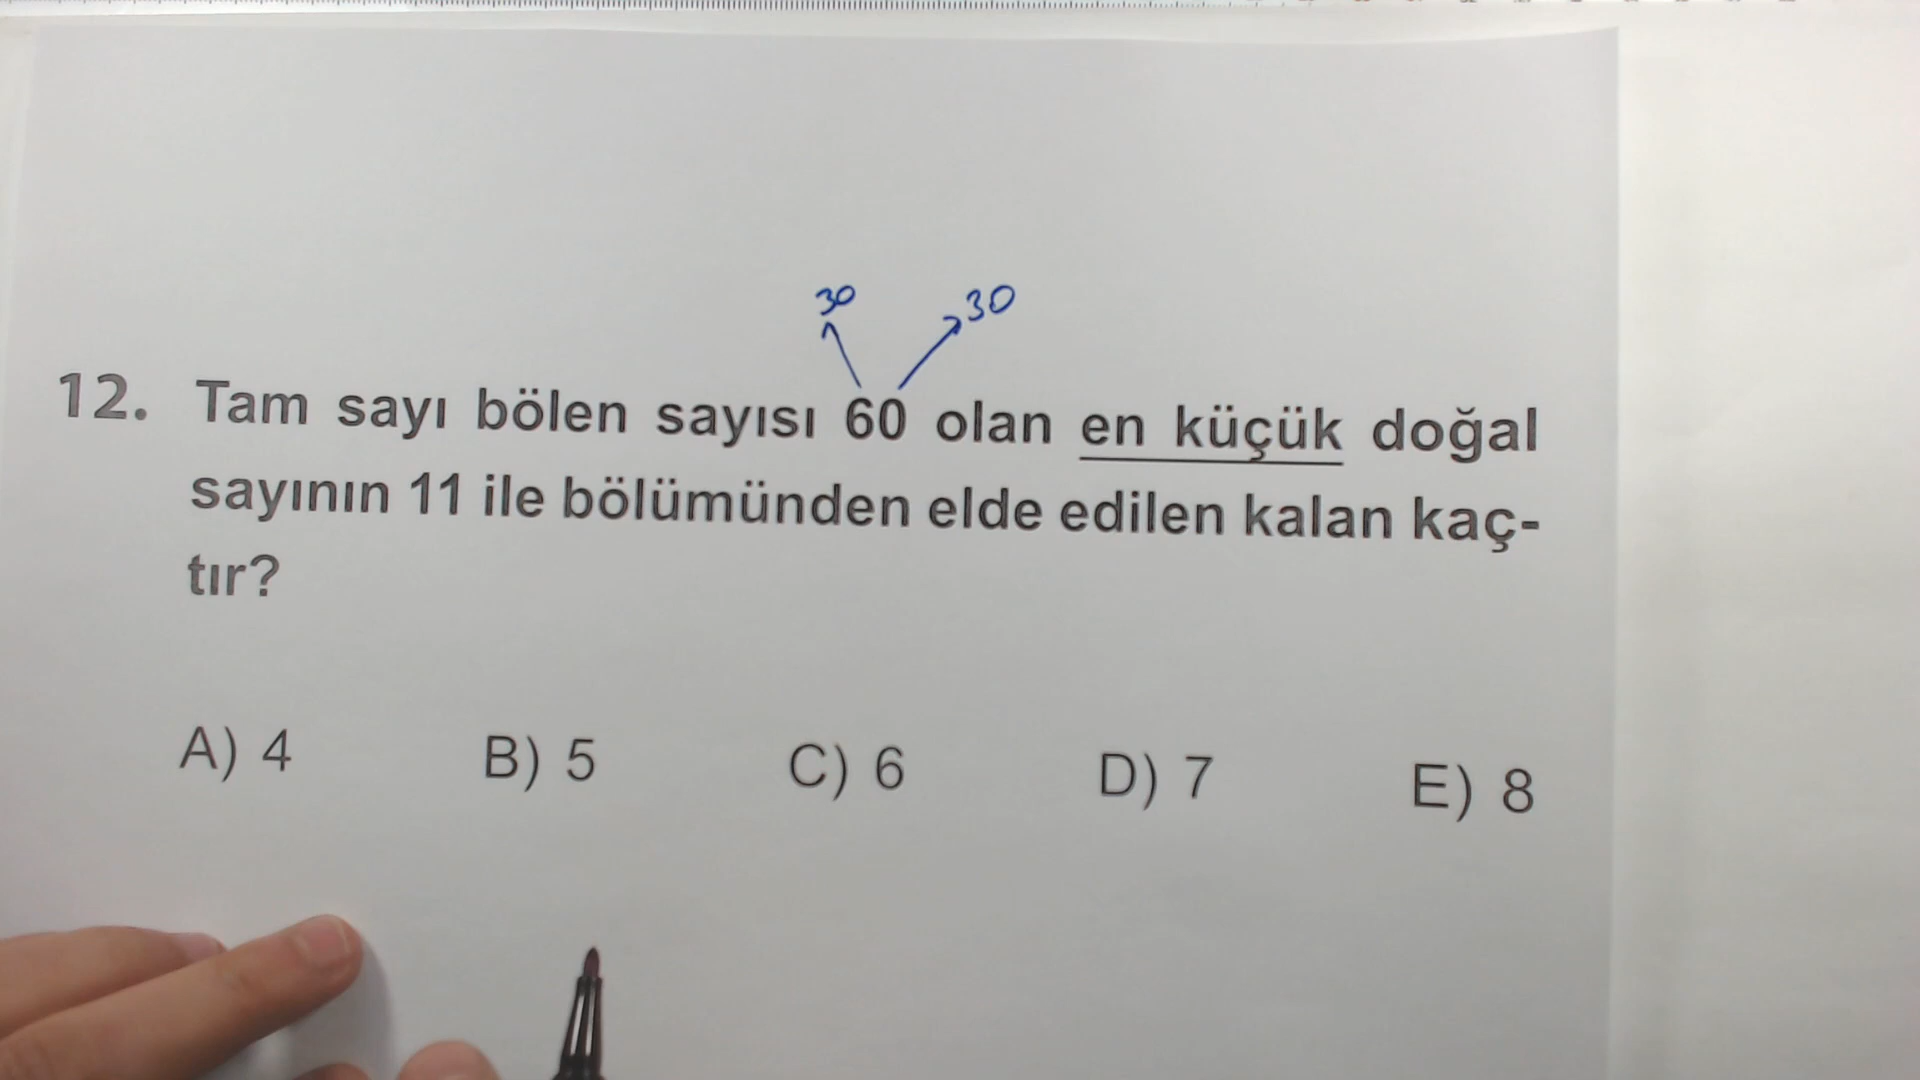 30 30
12. Tam sayı bölen sayısı 60 olan en küçük doğal
sayının 11 ile bölümünden elde edilen kalan kaç-
tır?
A) 4 B) 5 C) 6 D) 7 E) 8